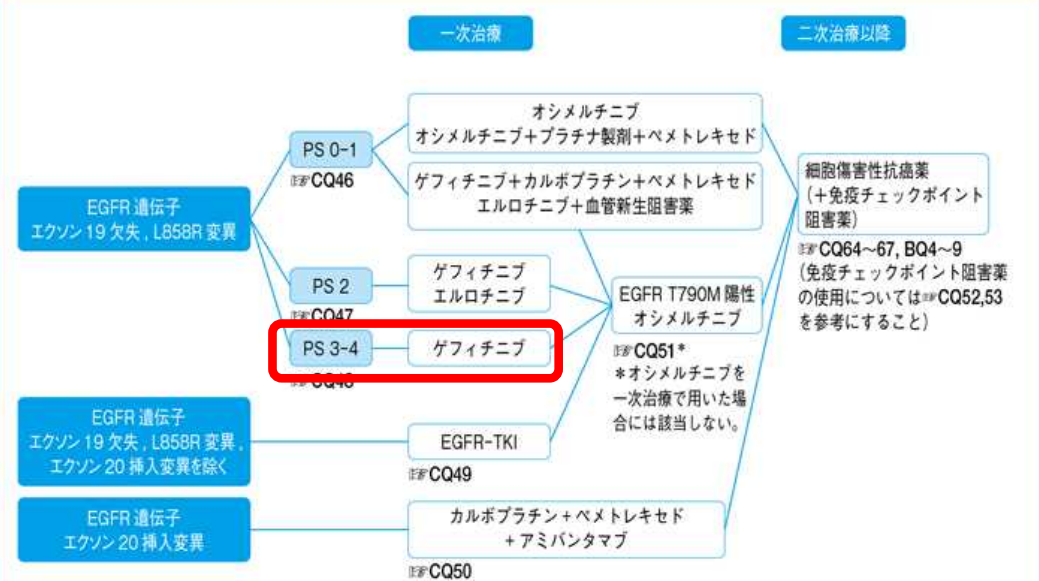 一次治療
二次治療以降
オシメルチニブ
オシメルチニブ＋プラチナ製剤＋ペメトレキセド
PS 0-1
☞CQ46
ゲフィチニブ＋カルボプラチン＋ペメトレキセド
エルロチニブ＋血管新生阻害薬
EGFR 遺伝子
エクソン 19 欠失 , L858R 変異
細胞傷害性抗癌薬
(＋免疫チェックポイント
阻害薬)
☞CQ64〜67, BQ4〜9
(免疫チェックポイント阻害薬
の使用については☞CQ52,53
を参考にすること)
PS 2
☞CQ47
ゲフィチニブ
エルロチニブ
EGFR T790M 陽性
オシメルチニブ
☞CQ51*
＊オシメルチニブを
一次治療で用いた場
合には該当しない。
PS 3-4
☞CQ48
ゲフィチニブ
EGFR 遺伝子
エクソン 19 欠失 , L858R 変異 ,
エクソン 20 挿入変異を除く
EGFR-TKI
☞CQ49
EGFR 遺伝子
エクソン 20 挿入変異
カルボプラチン＋ペメトレキセド
＋アミバンタマブ
☞CQ50